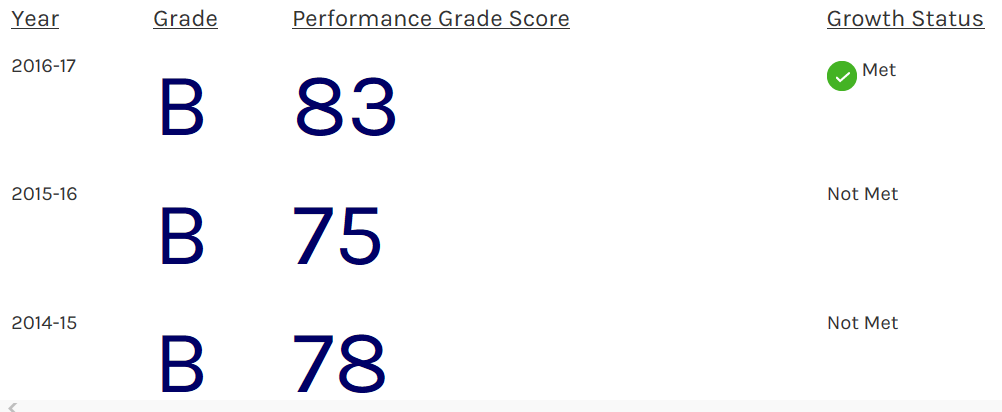 Year Grade Performance Grade Score Growth Status
2016-17 B 83 Met
2015-16 B 75 Not Met
2014-15 B 78 Not Met